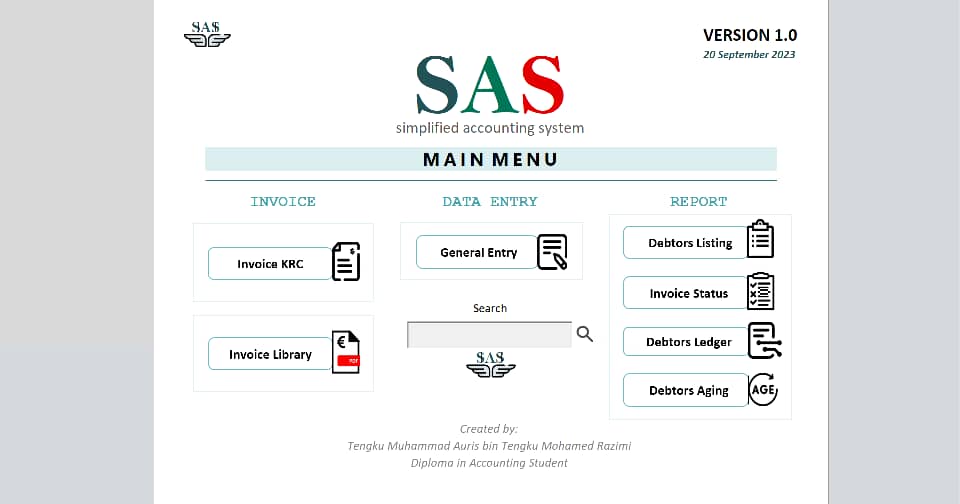 SAS
VERSION 1.0
20 September 2023
SAS
simplified accounting system
MAIN MENU
INVOICE
Invoice KRC
Invoice Library
€
PDF
DATA ENTRY
General Entry
Search
SAS
REPORT
Debtors Listing
Invoice Status
Debtors Ledger
Debtors Aging
AGE
Created by:
Tengku Muhammad Auris bin Tengku Mohamed Razimi
Diploma in Accounting Student